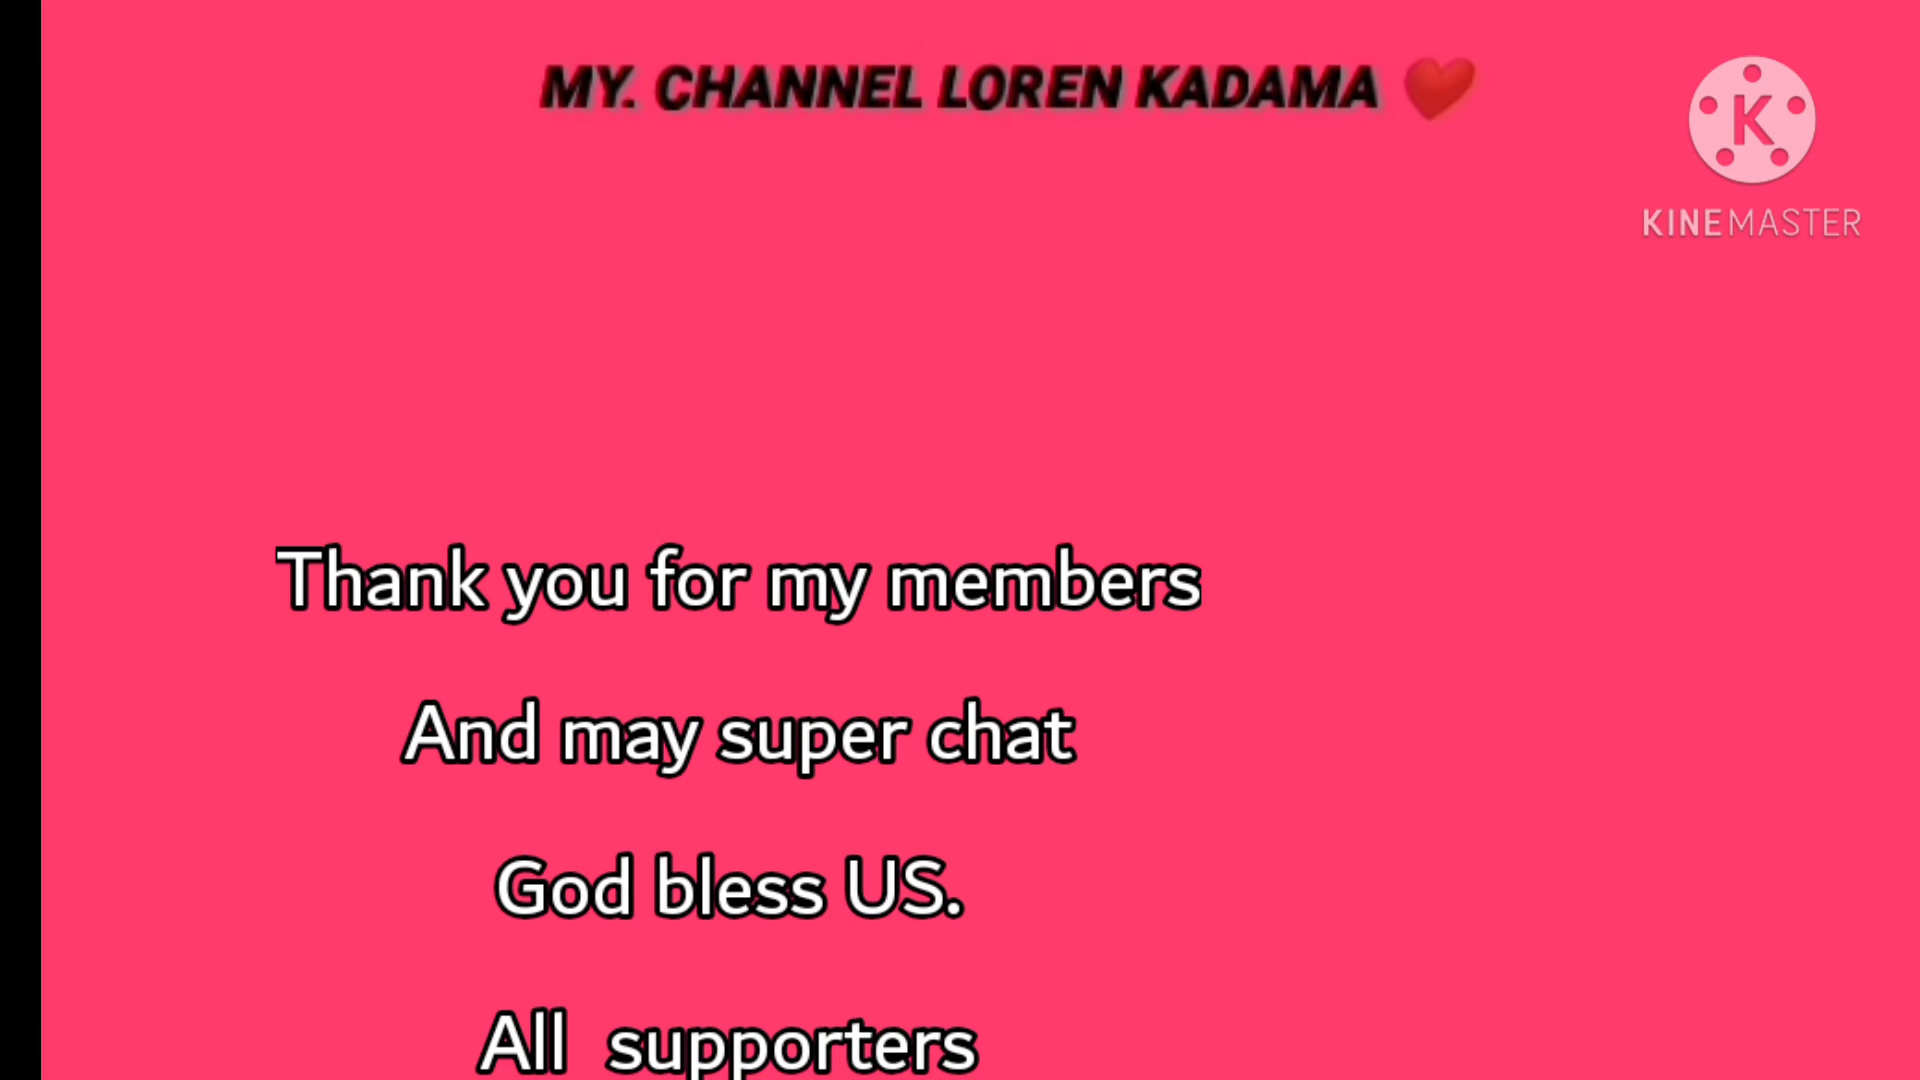 MY. CHANNEL LOREN KADAMA ❤️
K
KINEMASTER
Thank you for my members
And may super chat
God bless US.
All supporters